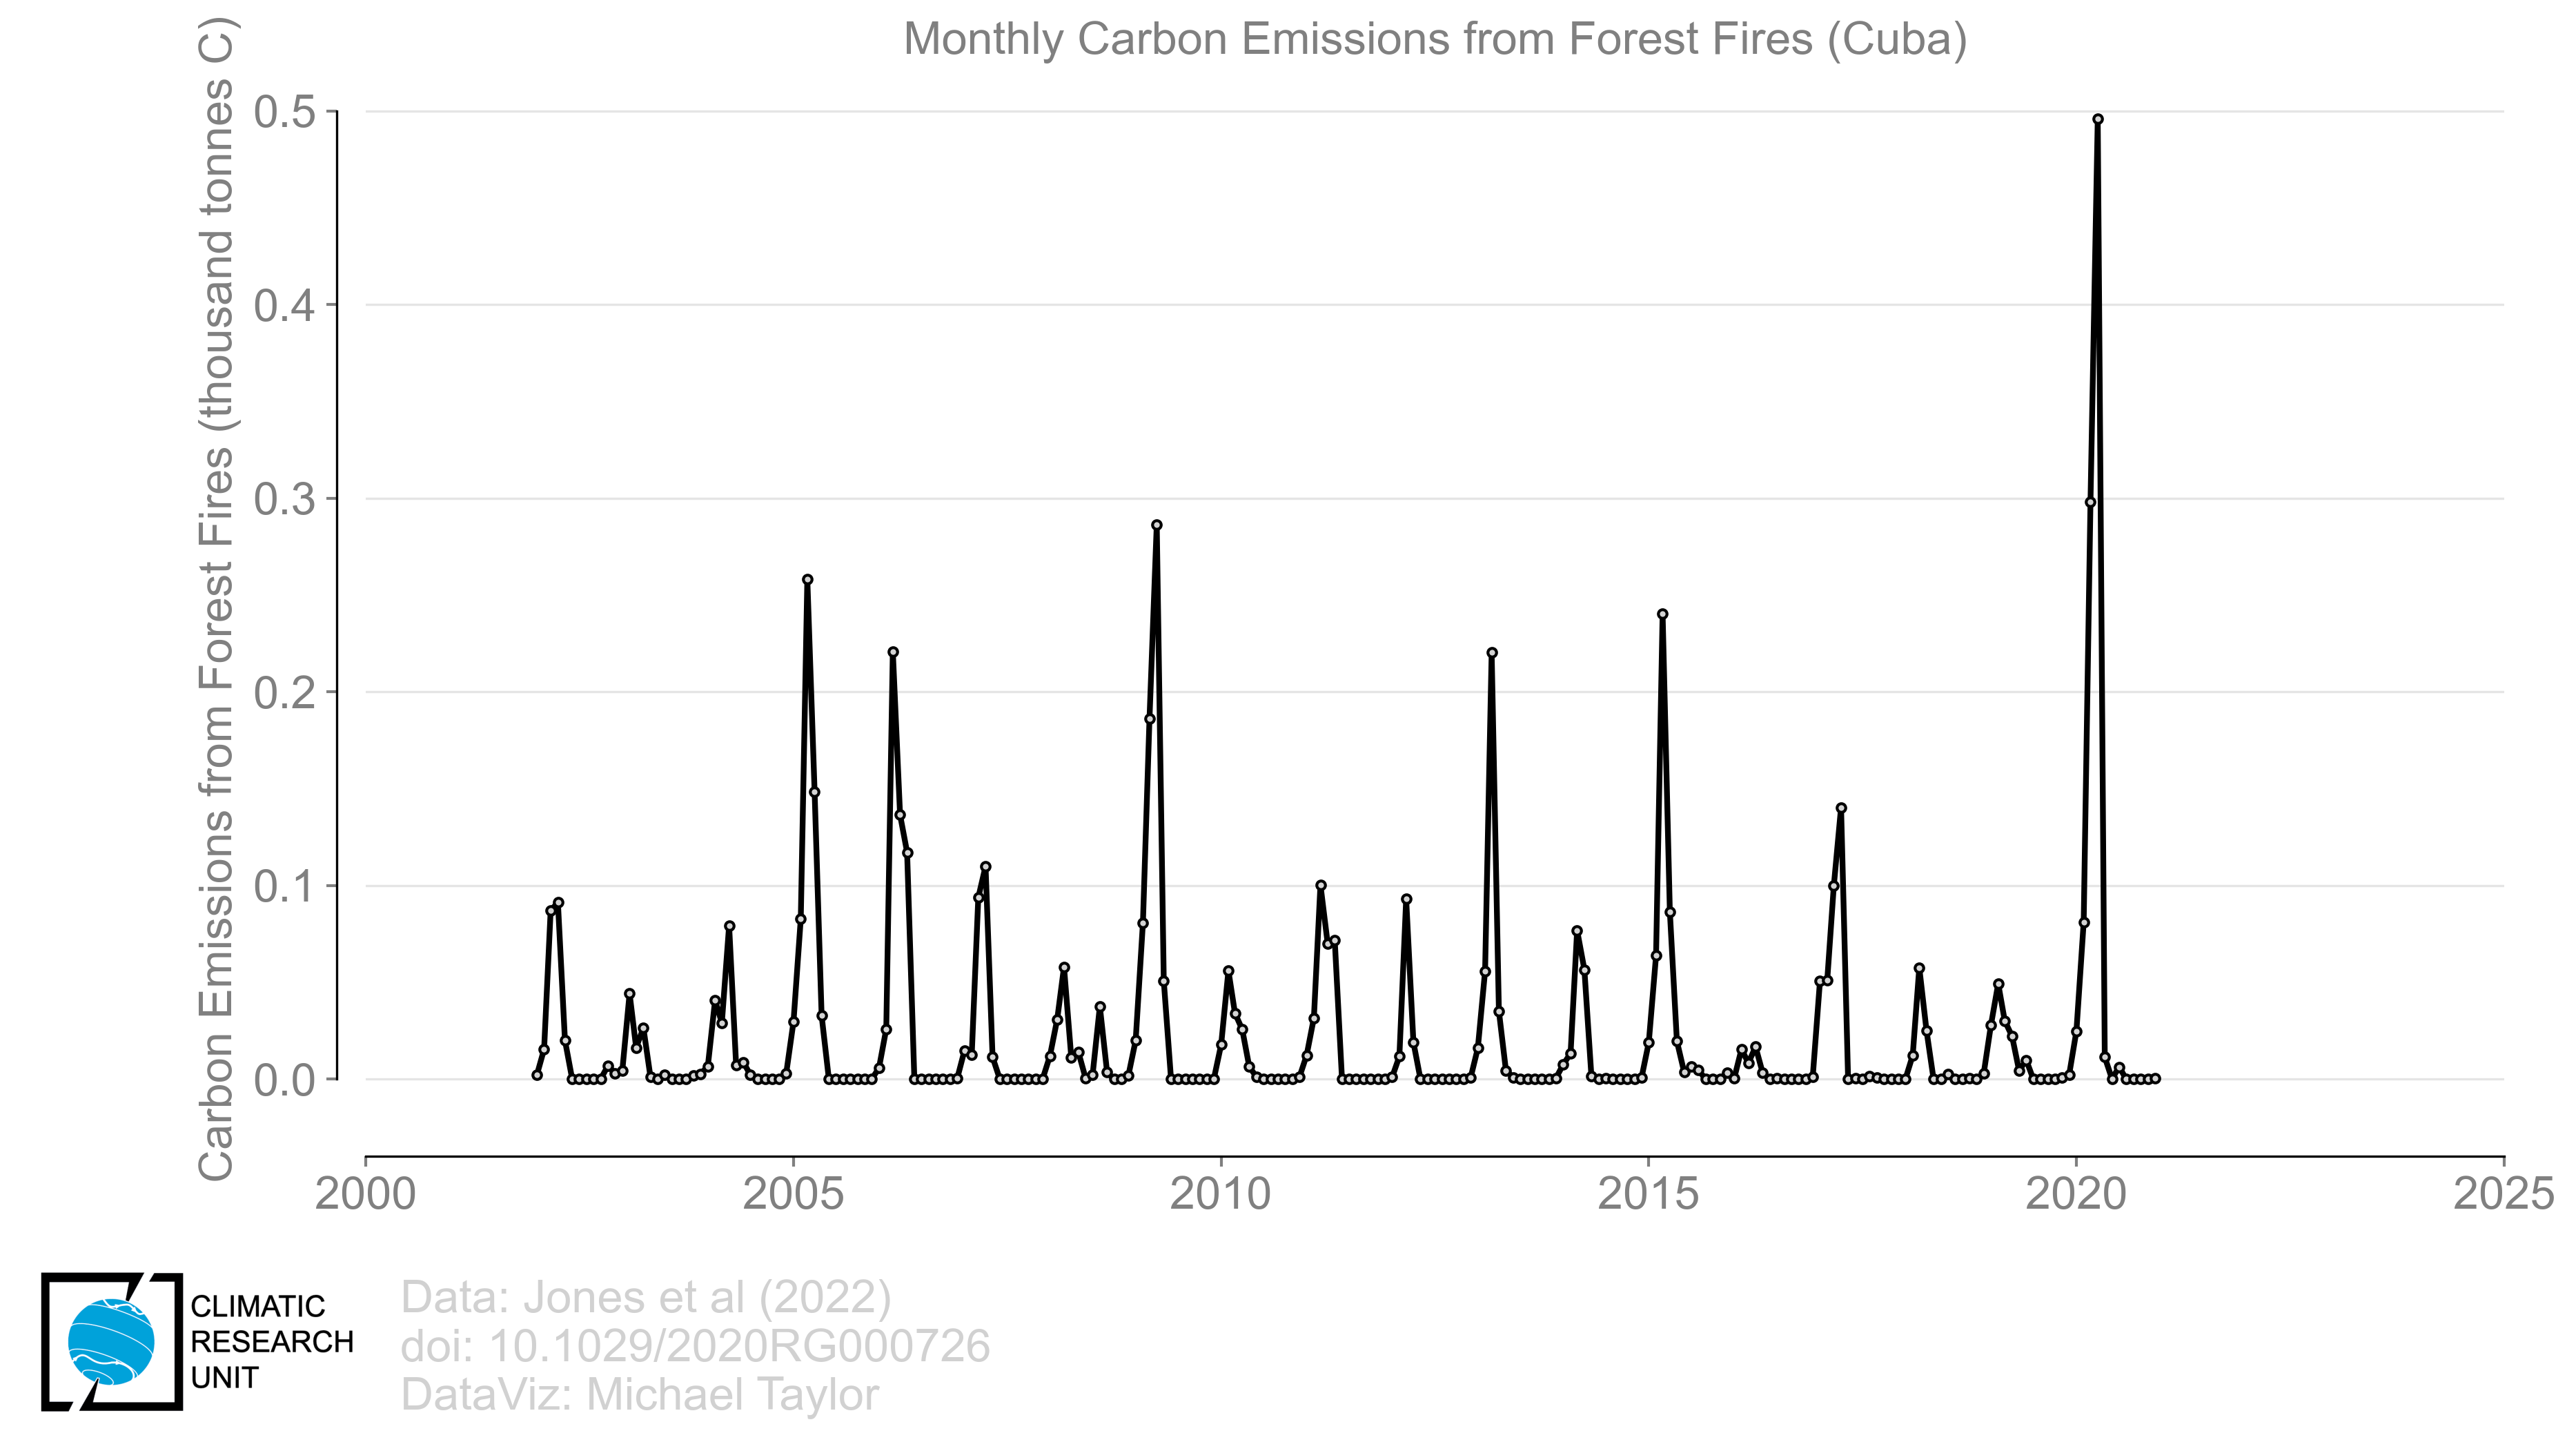 Monthly Carbon Emissions from Forest Fires (Cuba)
Carbon Emissions from Forest Fires (thousand tonnes C)
0.5
0.4
0.3
0.2
0.1
0.0
2000
2005
2010
2015
2020
2025
CLIMATIC
RESEARCH
UNIT
Data: Jones et al (2022)
doi: 10.1029/2020RG000726
DataViz: Michael Taylor